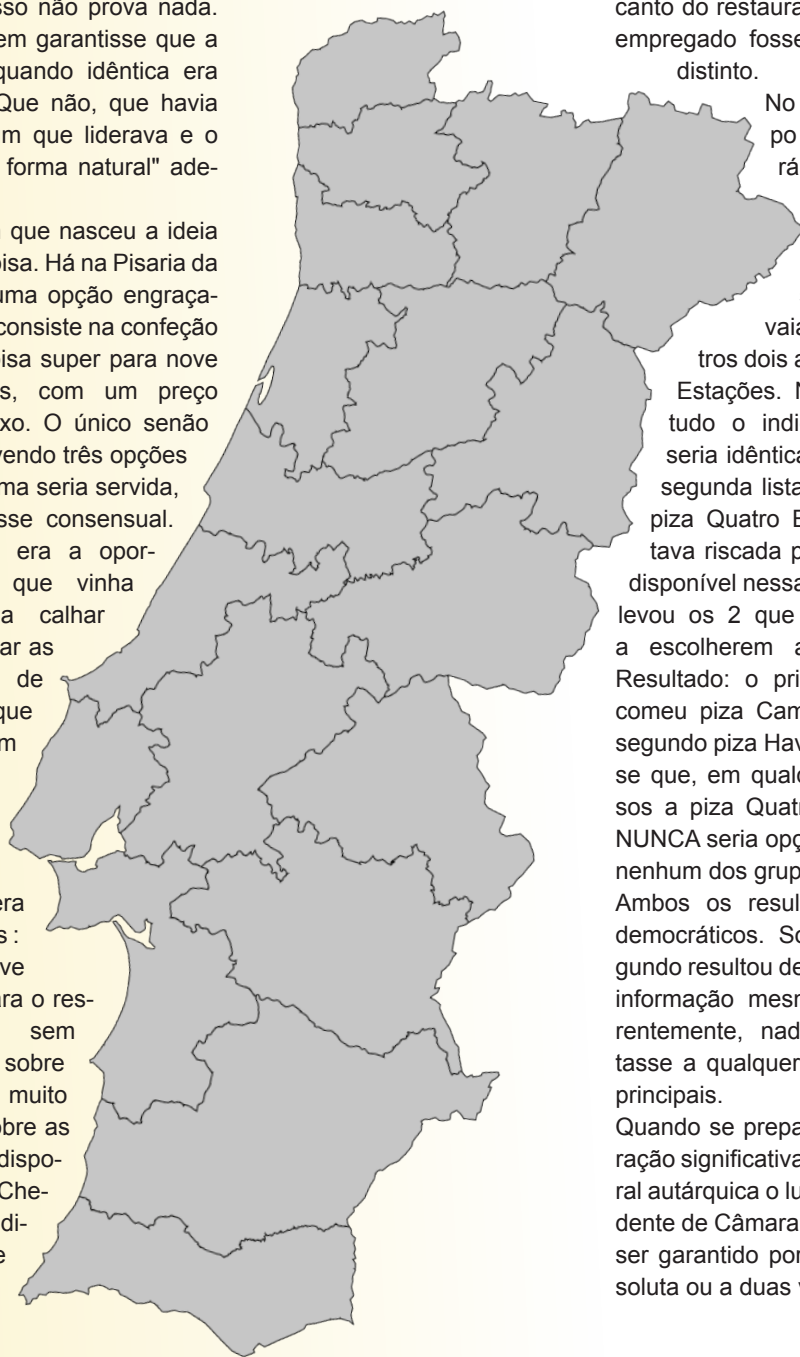 sso não prova nada.
em garantisse que a
quando idêntica era
Que não, que havia
m que liderava e o
forma natural" ade-
que nasceu a ideia
oisa. Há na Pisaria da
uma opção engraça-
consiste na confeção
isa super para nove
s, com um preço
xo. O único senão
vendo três opções
ma seria servida,
sse consensual.
era a opor-
que vinha
a calhar
ar as
de
que
m
era
s :
ve
ara o res-
sem
sobre
muito
bre as
dispo-
Che-
di-
e
canto do restaura
empregado fosse
distinto.
No
po
rá
vaia
tros dois a
Estações. N
tudo o indi
seria idêntica
segunda lista
piza Quatro E
tava riscada p
disponível nessa
levou os 2 que
a escolherem a
Resultado: o pri
comeu piza Cam
segundo piza Hav
se que, em qualq
sos a piza Quatr
NUNCA seria opç
nenhum dos grup
Ambos os resul
democráticos. So
gundo resultou de
informação mesm
rentemente, nad
tasse a qualquer
principais.
Quando se prepa
ração significativa
ral autárquica o lu
dente de Câmara
ser garantido por
soluta ou a duas v